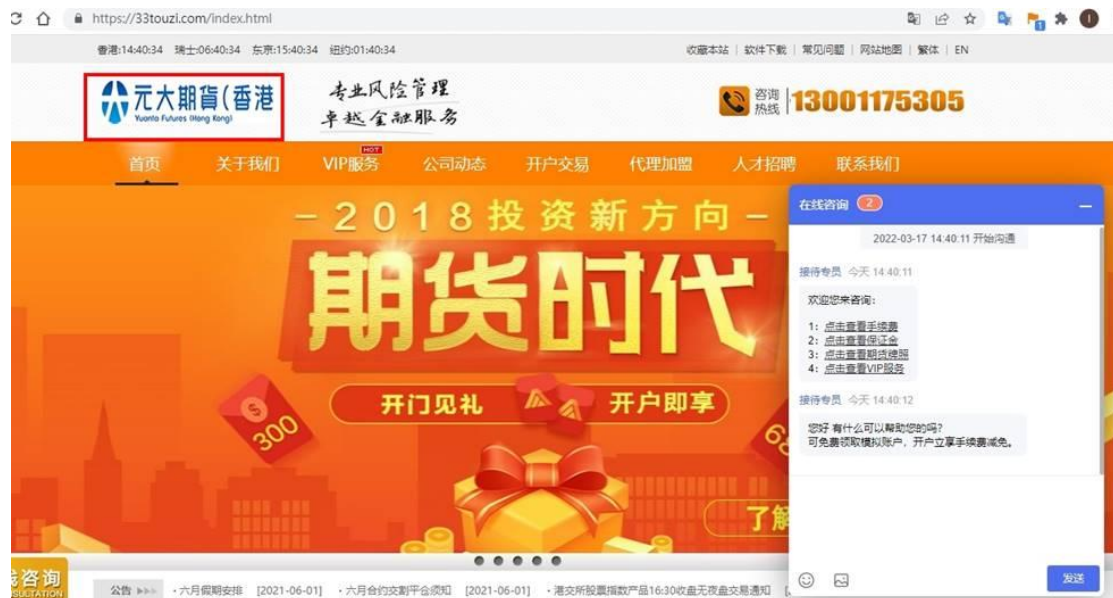 https://33touzi.com/index.html
香港:14:40:34 瑞士:06:40:34 东京:15:40:34 纽约:01:40:34
收藏本站 | 软件下载 | 常见问题 | 网站地图 | 繁体 | EN
元大期貨(香港
Yuanta Futures (Hong Kong)
专业风险管理
卓越金融服务
咨询热线
13001175305
首页 关于我们 VIP服务 公司动态 开户交易 代理加盟 人才招聘 联系我们
HOT
-2018投资新方向-
期货时代
开门见礼 开户即享
300
了解
在线咨询 2
2022-03-17 14:40:11 开始沟通
接待专员 今天 14:40:11
欢迎您来咨询:
1: 点击查看手续费
2: 点击查看保证金
3: 点击查看期货牌照
4: 点击查看VIP服务
接待专员 今天 14:40:12
您好 有什么可以帮助您的吗?
可免费领取模拟账户，开户立享手续费减免。
发送
线咨询
公告 ▶▶▶ ·六月假期安排 [2021-06-01] ·六月合约交割平仓须知 [2021-06-01] ·港交所股票指数产品16:30收盘无夜盘交易通知